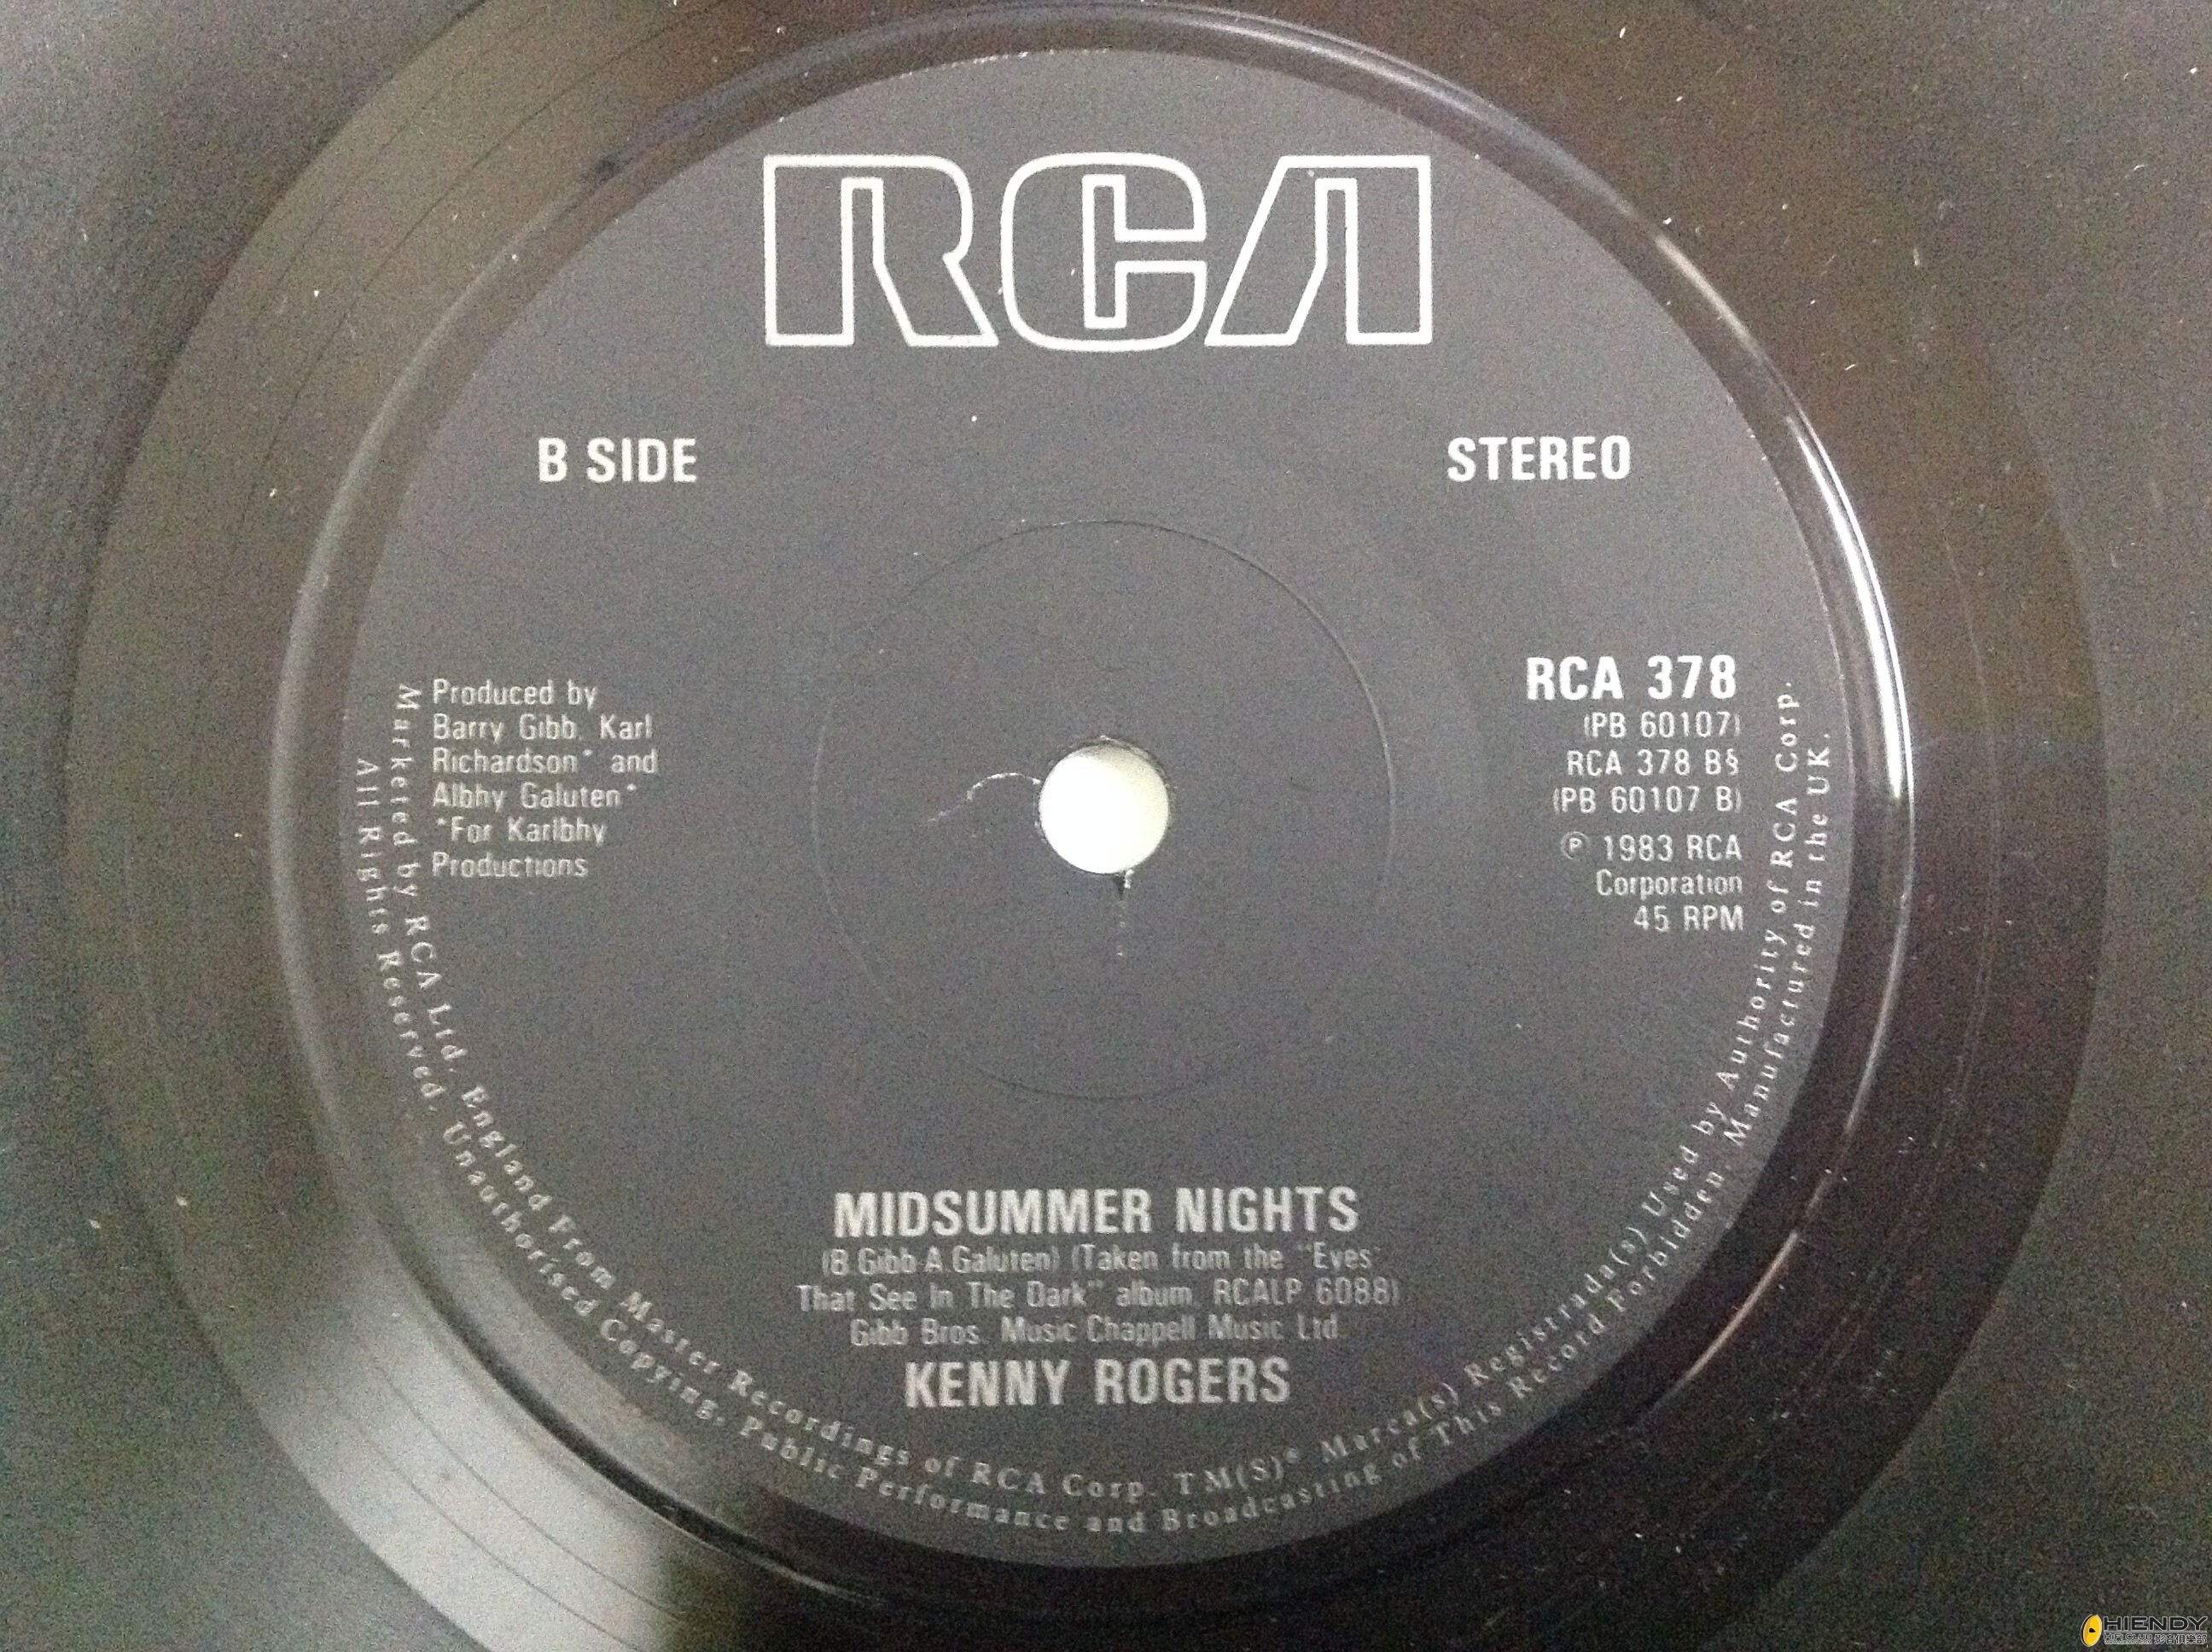 RCA
B SIDE
STEREO
Produced by
Barry Gibb, Karl
Richardson* and
Albhy Galuten*
*For Karlbhy
Productions
RCA 378
(PB 60107)
RCA 378 B§
(PB 60107 B)
℗ 1983 RCA
Corporation
45 RPM
MIDSUMMER NIGHTS
(B.Gibb-A.Galuten) (Taken from the "Eyes
That See In The Dark" album, RCALP 6088)
Gibb Bros. Music/Chappell Music Ltd.
KENNY ROGERS
Marketed by RCA Ltd. England From Master Recordings of RCA Corp. TM(S)® Marca(s) Registrada(s) Used by Authority of RCA Corp.
All Rights Reserved. Unauthorised Copying, Public Performance and Broadcasting of This Record Forbidden. Manufactured in the UK.
HIENDY